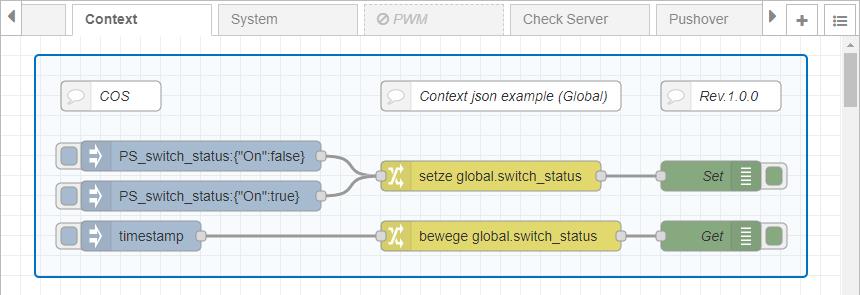 Context
System
PWM
Check Server
Pushover
COS
Context json example (Global)
Rev.1.0.0
PS_switch_status:{"On":false}
PS_switch_status:{"On":true}
setze global.switch_status
Set
timestamp
bewege global.switch_status
Get